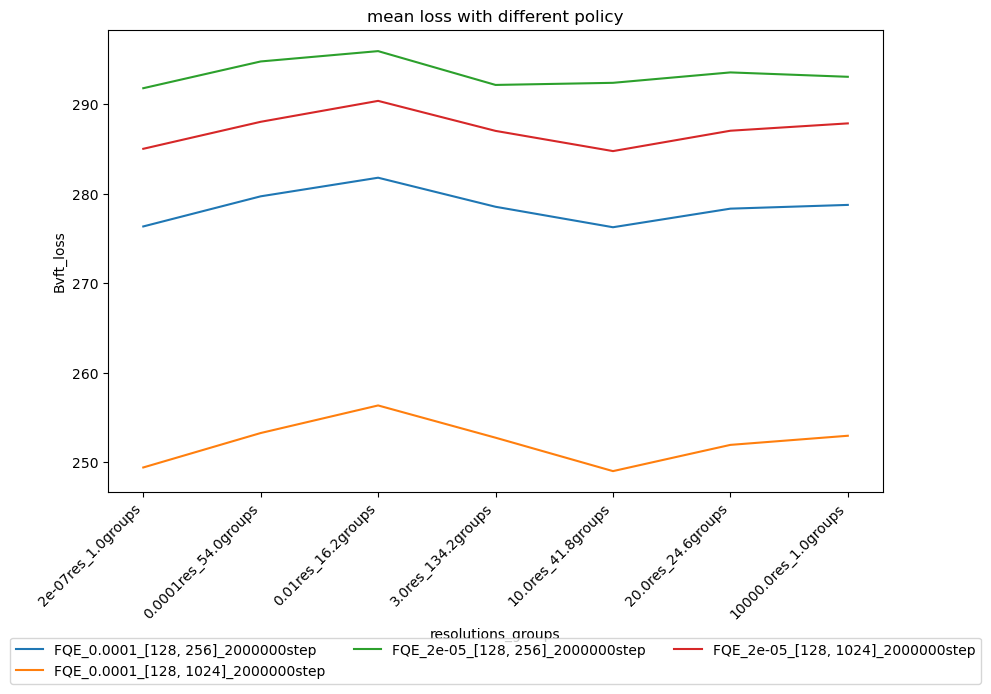 mean loss with different policy
Bvft_loss
290
280
270
260
250
2e-07res_1.0groups
0.0001res_54.0groups
0.01res_16.2groups
3.0res_134.2groups
10.0res_41.8groups
20.0res_24.6groups
10000.0res_1.0groups
resolutions_groups
FQE_0.0001_[128, 256]_2000000step
FQE_0.0001_[128, 1024]_2000000step
FQE_2e-05_[128, 256]_2000000step
FQE_2e-05_[128, 1024]_2000000step